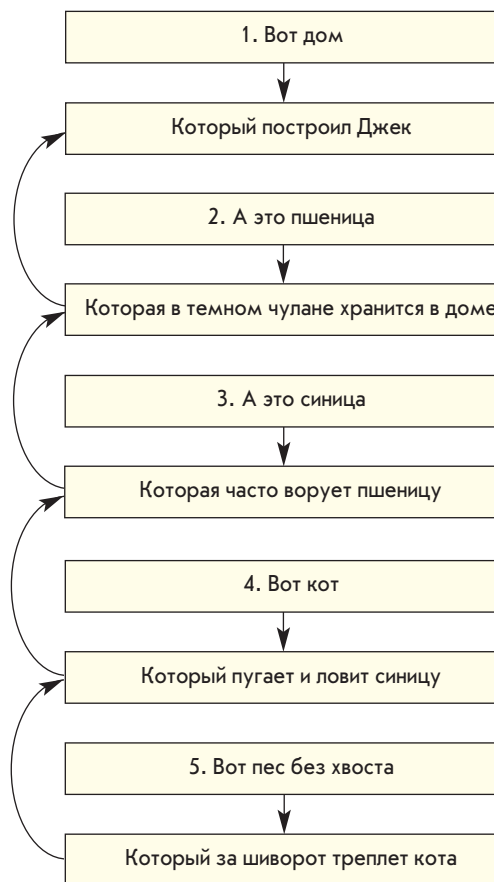 1. Вот дом
Который построил Джек
2. А это пшеница
Которая в темном чулане хранится в доме
3. А это синица
Которая часто ворует пшеницу
4. Вот кот
Который пугает и ловит синицу
5. Вот пес без хвоста
Который за шиворот треплет кота